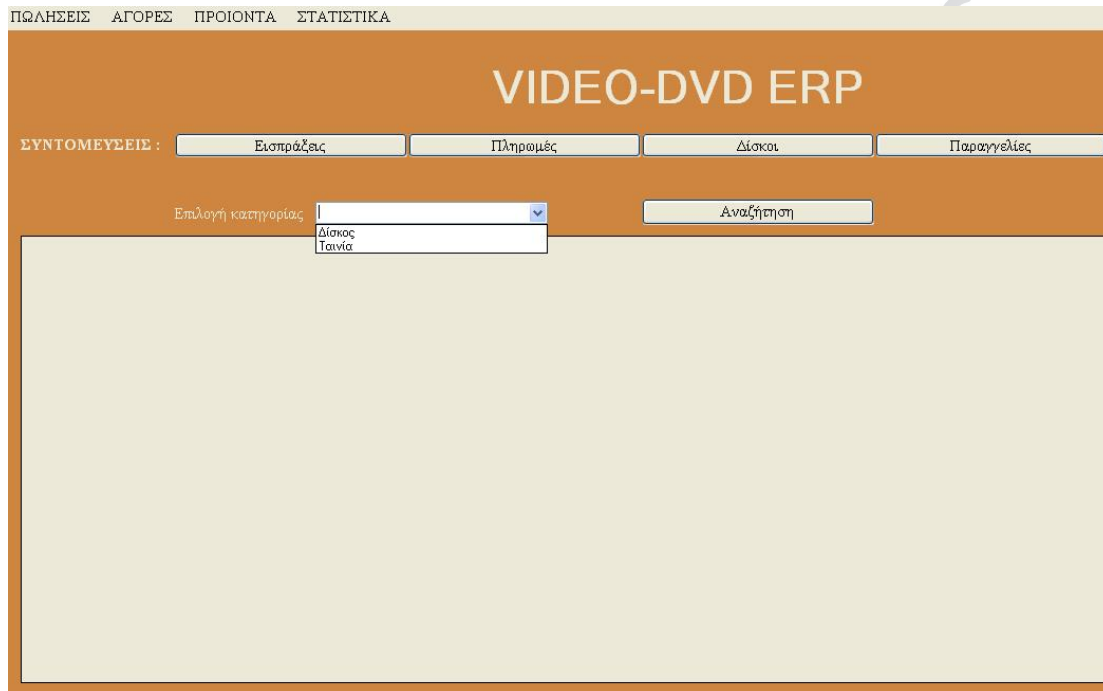 ΠΩΛΗΣΕΙΣ ΑΓΟΡΕΣ ΠΡΟΙΟΝΤΑ ΣΤΑΤΙΣΤΙΚΑ
VIDEO-DVD ERP
ΣΥΝΤΟΜΕΥΣΕΙΣ : Εισπράξεις Πληρωμές Δίσκοι Παραγγελίες
Επιλογή κατηγορίας Αναζήτηση
Δίσκος
Ταινία